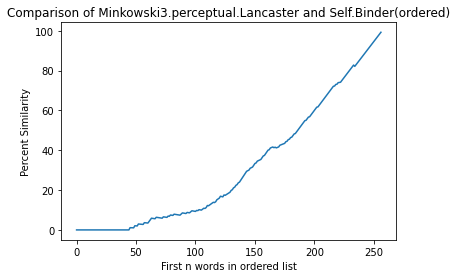 Comparison of Minkowski3.perceptual.Lancaster and Self.Binder(ordered)
100
80
60
40
20
0
Percent Similarity
0 50 100 150 200 250
First n words in ordered list